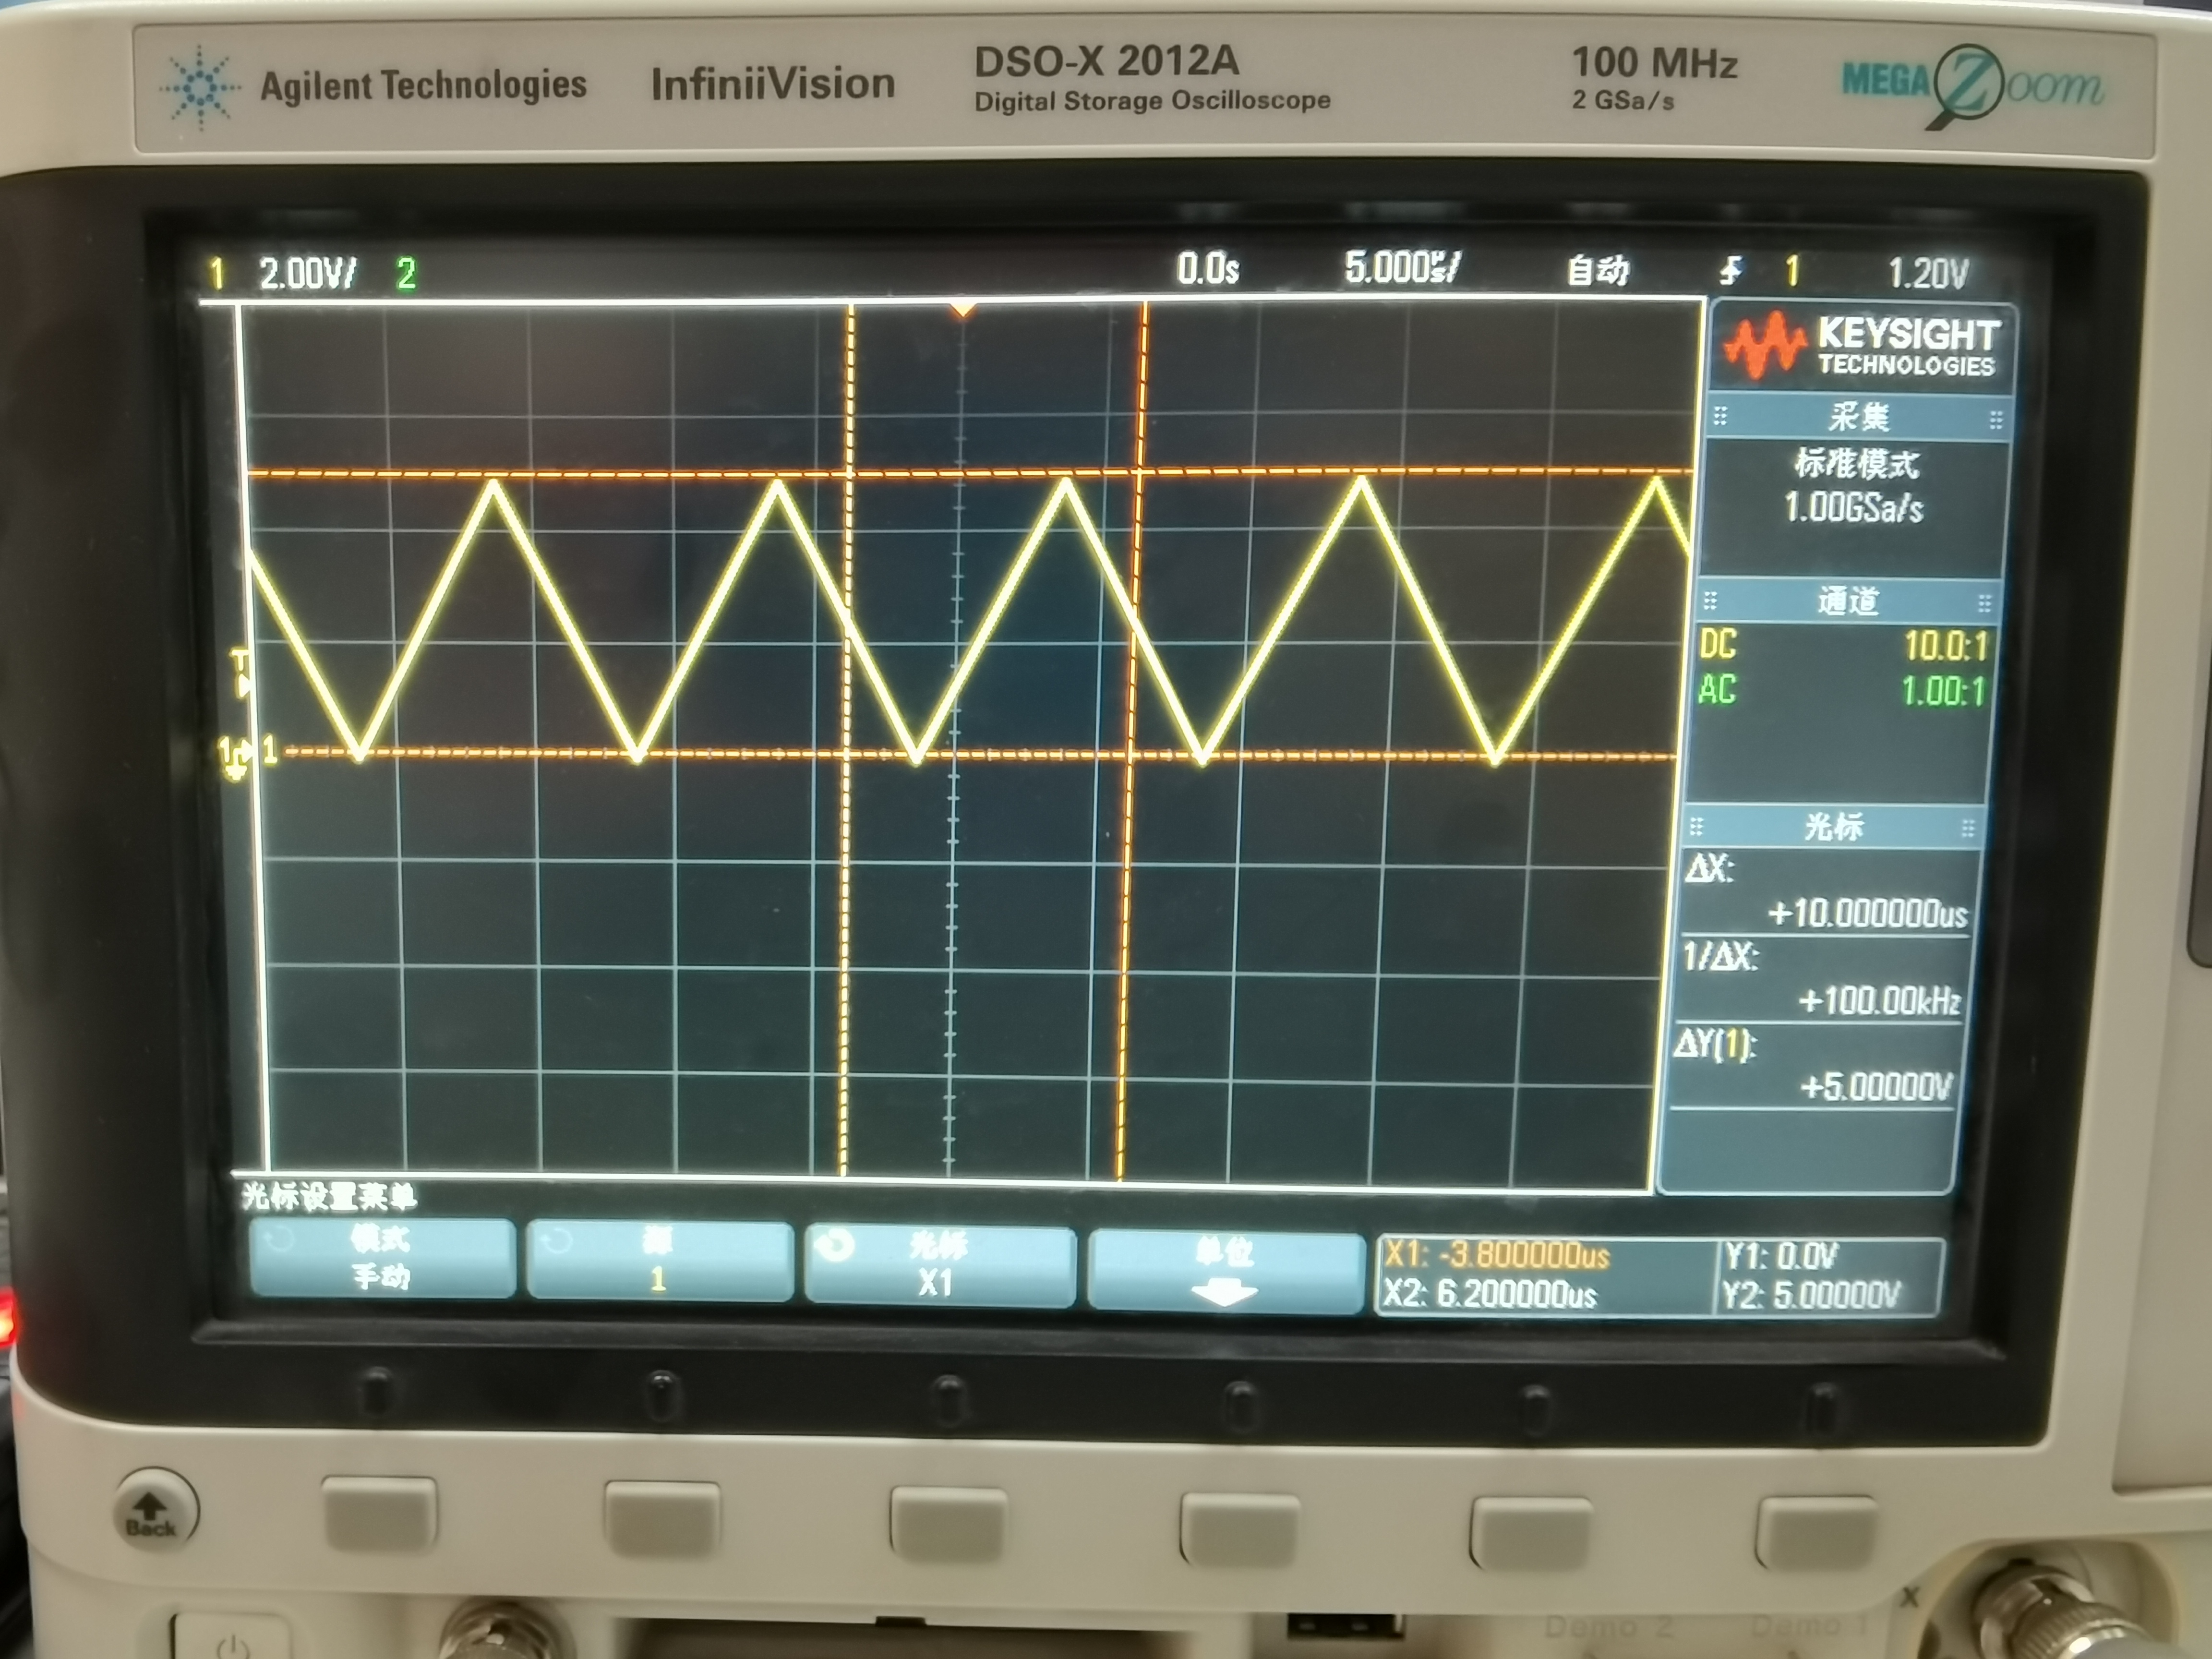 Agilent Technologies InfiniiVision DSO-X 2012A 100 MHz MEGA Zoom
Digital Storage Oscilloscope 2 GSa/s
1 2.00V/ 2 0.0s 5.000µs/ 自动 1 1.20V
KEYSIGHT
TECHNOLOGIES
采集
标准模式
1.00GSa/s
通道
DC 10.0:1
AC 1.00:1
T
1
光标
ΔX:
+10.000000us
1/ΔX:
+100.00kHz
ΔY(1):
+5.00000V
光标设置菜单
模式 源 光标 单位
手动 1 X1
X1: -3.800000us Y1: 0.0V
X2: 6.200000us Y2: 5.00000V
Back
X
Demo 2 Demo 1